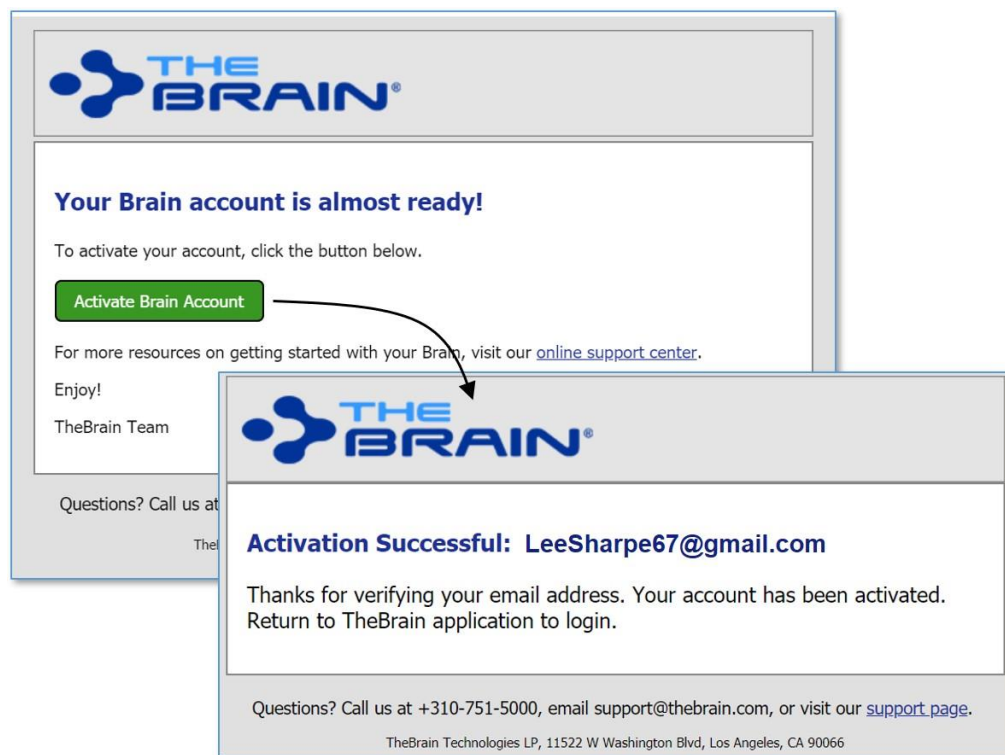 THE
BRAIN®
Your Brain account is almost ready!
To activate your account, click the button below.
Activate Brain Account
For more resources on getting started with your Brain, visit our online support center.
Enjoy!
TheBrain Team
Questions? Call us at
THE
BRAIN®
Activation Successful: LeeSharpe67@gmail.com
Thanks for verifying your email address. Your account has been activated.
Return to TheBrain application to login.
Questions? Call us at +310-751-5000, email support@thebrain.com, or visit our support page.
TheBrain Technologies LP, 11522 W Washington Blvd, Los Angeles, CA 90066